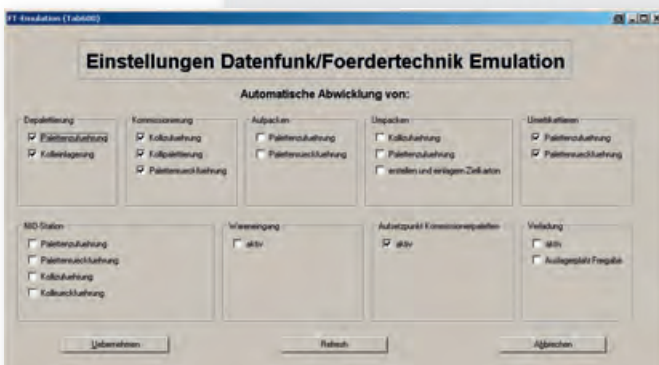 FT-Emulation (Tab600)
Einstellungen Datenfunk/Foerdertechnik Emulation
Automatische Abwicklung von:
Depalettierung
Palettenzufuehrung
Kolleinlagerung
Kommissionierung
Kollizufuehrung
Kollipalettierung
Palettenrueckfuehrung
Aufpacken
Palettenzufuehrung
Palettenrueckfuehrung
Umpacken
Kollizufuehrung
Palettenzufuehrung
erstellen und einlagern Zielkarton
Umetikettieren
Palettenzufuehrung
Palettenrueckfuehrung
NIO-Station
Palettenzufuehrung
Palettenrueckfuehrung
Kollizufuehrung
Kollirueckfuehrung
Wareneingang
aktiv
Aufsetzpunkt Kommissionierpaletten
aktiv
Verladung
aktiv
Auslagerplatz Freigabe
Uebernehmen
Refresh
Abbrechen